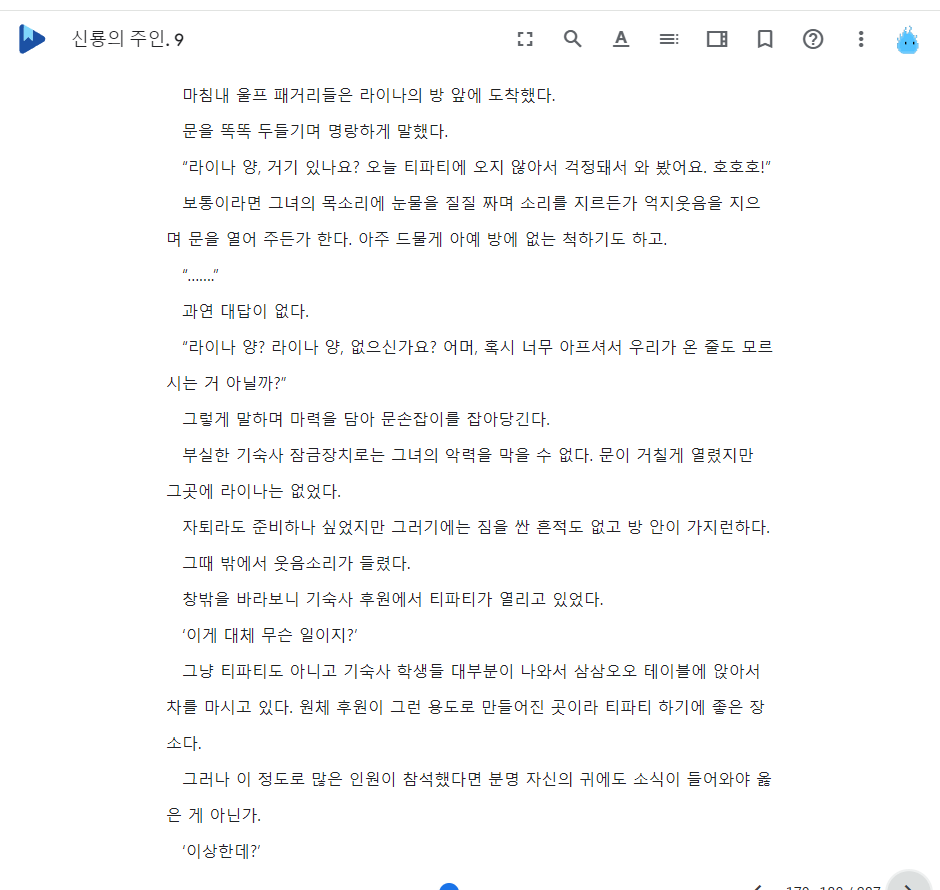 신룡의 주인. 9
마침내 울프 패거리들은 라이나의 방 앞에 도착했다.
문을 똑똑 두들기며 명랑하게 말했다.
“라이나 양, 거기 있나요? 오늘 티파티에 오지 않아서 걱정돼서 와 봤어요. 호호호!”
보통이라면 그녀의 목소리에 눈물을 질질 짜며 소리를 지르든가 억지웃음을 지으
며 문을 열어 주든가 한다. 아주 드물게 아예 방에 없는 척하기도 하고.
“…….”
과연 대답이 없다.
“라이나 양? 라이나 양, 없으신가요? 어머, 혹시 너무 아프셔서 우리가 온 줄도 모르
시는 거 아닐까?”
그렇게 말하며 마력을 담아 문손잡이를 잡아당긴다.
부실한 기숙사 잠금장치로는 그녀의 악력을 막을 수 없다. 문이 거칠게 열렸지만
그곳에 라이나는 없었다.
자퇴라도 준비하나 싶었지만 그러기에는 짐을 싼 흔적도 없고 방 안이 가지런하다.
그때 밖에서 웃음소리가 들렸다.
창밖을 바라보니 기숙사 후원에서 티파티가 열리고 있었다.
‘이게 대체 무슨 일이지?’
그냥 티파티도 아니고 기숙사 학생들 대부분이 나와서 삼삼오오 테이블에 앉아서
차를 마시고 있다. 원체 후원이 그런 용도로 만들어진 곳이라 티파티 하기에 좋은 장
소다.
그러나 이 정도로 많은 인원이 참석했다면 분명 자신의 귀에도 소식이 들어와야 옳
은 게 아닌가.
‘이상한데?’